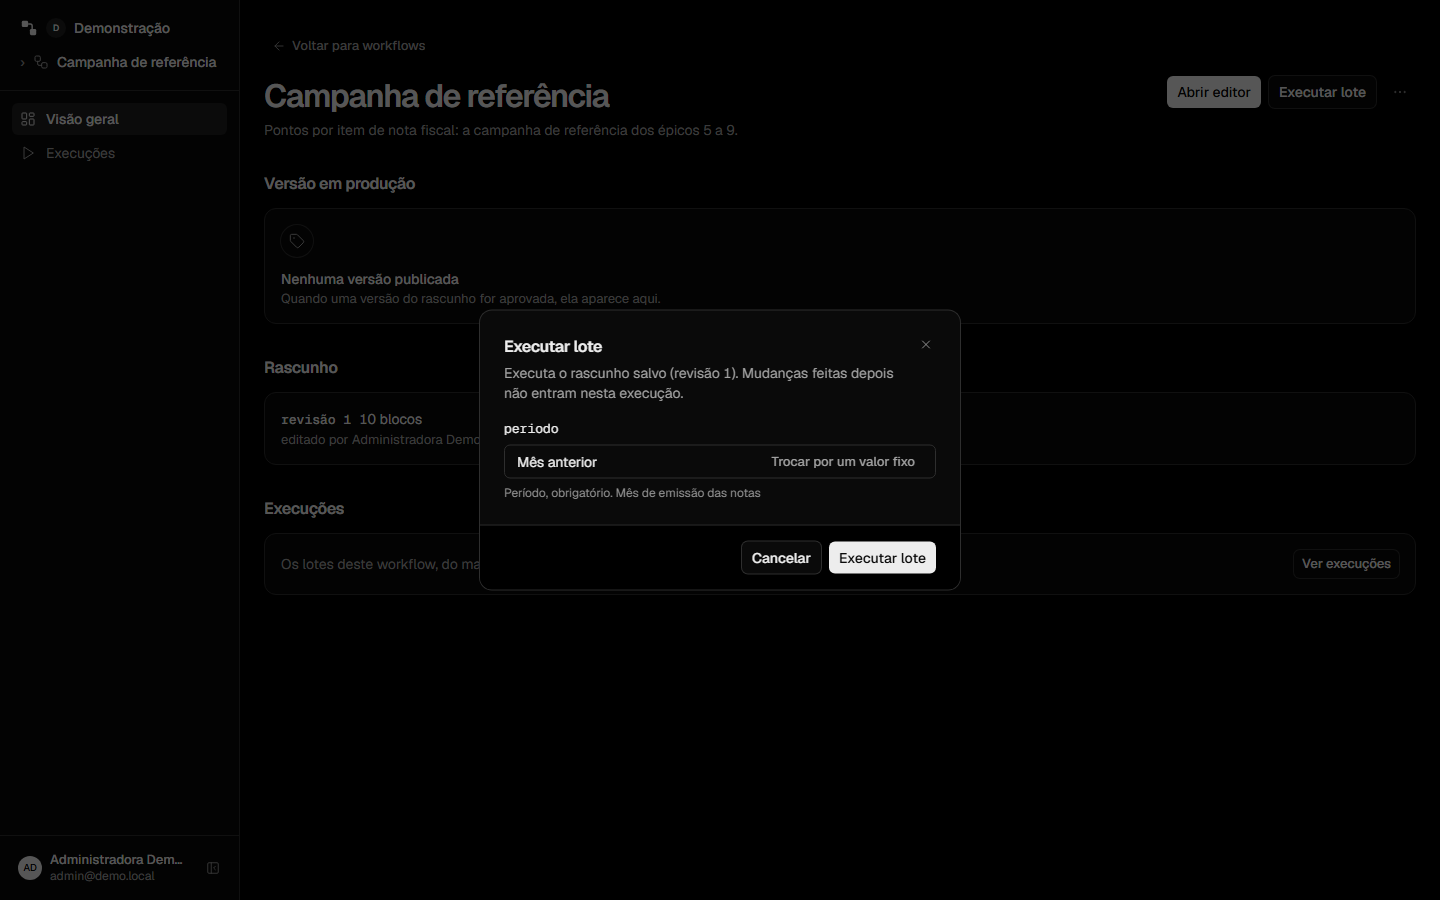 D Demonstração
Campanha de referência
Visão geral
Execuções
Voltar para workflows
Campanha de referência
Pontos por item de nota fiscal: a campanha de referência dos épicos 5 a 9.
Abrir editor
Executar lote
Versão em produção
Nenhuma versão publicada
Quando uma versão do rascunho for aprovada, ela aparece aqui.
Rascunho
revisão 1 10 blocos
editado por Administradora Demo
Execuções
Os lotes deste workflow, do ma
Ver execuções
Executar lote
Executa o rascunho salvo (revisão 1). Mudanças feitas depois
não entram nesta execução.
periodo
Mês anterior
Trocar por um valor fixo
Período, obrigatório. Mês de emissão das notas
Cancelar
Executar lote
AD
Administradora Dem...
admin@demo.local